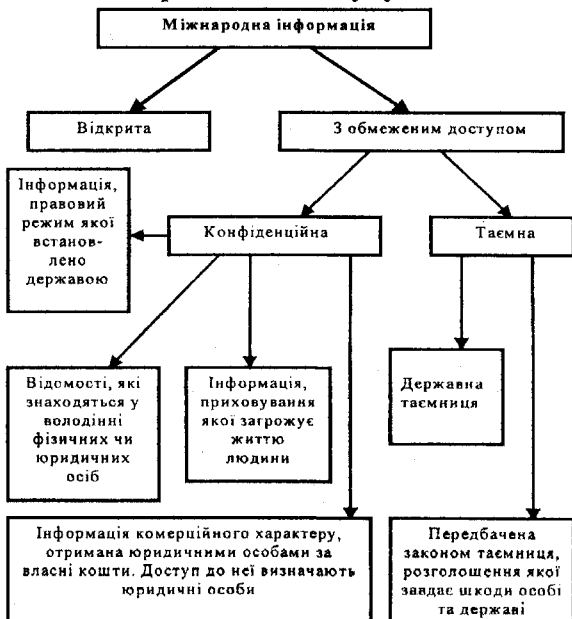 Міжнародна інформація
Відкрита
З обмеженим доступом
Інформація,
правовий
режим якої
встанов-
лено
державою
Конфіденційна
Таємна
Відомості, які
знаходяться у
володінні
фізичних чи
юридичних
осіб
Інформація,
приховування
якої загрожує
життю
людини
Державна
таємниця
Інформація комерційного характеру,
отримана юридичними особами за
власні кошти. Доступ до неї визначають
юридичні особи
Передбачена
законом таємниця,
розголошення якої
завдає шкоди особі
та державі